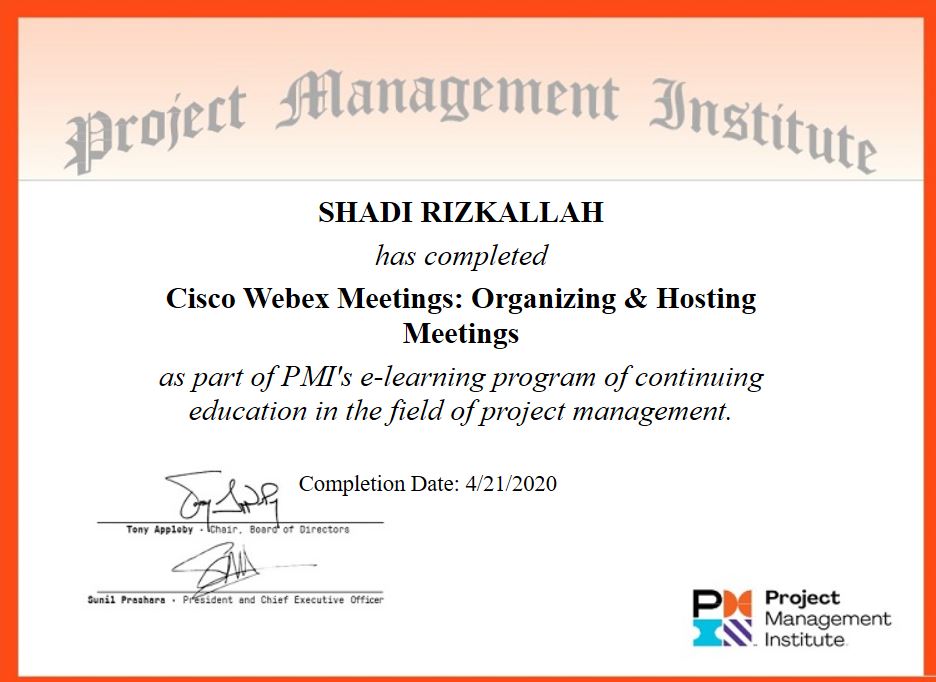 Project Management Institute
SHADI RIZKALLAH
has completed
Cisco Webex Meetings: Organizing & Hosting
Meetings
as part of PMI's e-learning program of continuing
education in the field of project management.
Completion Date: 4/21/2020
Tony Appleby - Chair, Board of Directors
Sunil Prashara - President and Chief Executive Officer
Project
Management
Institute